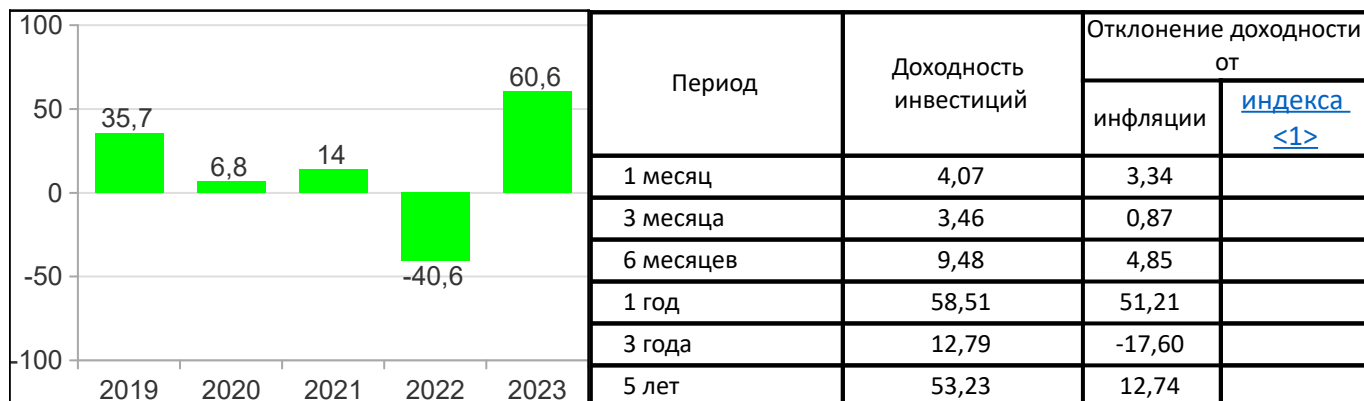 100
50
0
-50
-100
35,7
6,8
14
-40,6
60,6
2019 2020 2021 2022 2023
Период
Доходность
инвестиций
Отклонение доходности
от
инфляции
индекса
<1>
1 месяц 4,07 3,34
3 месяца 3,46 0,87
6 месяцев 9,48 4,85
1 год 58,51 51,21
3 года 12,79 -17,60
5 лет 53,23 12,74